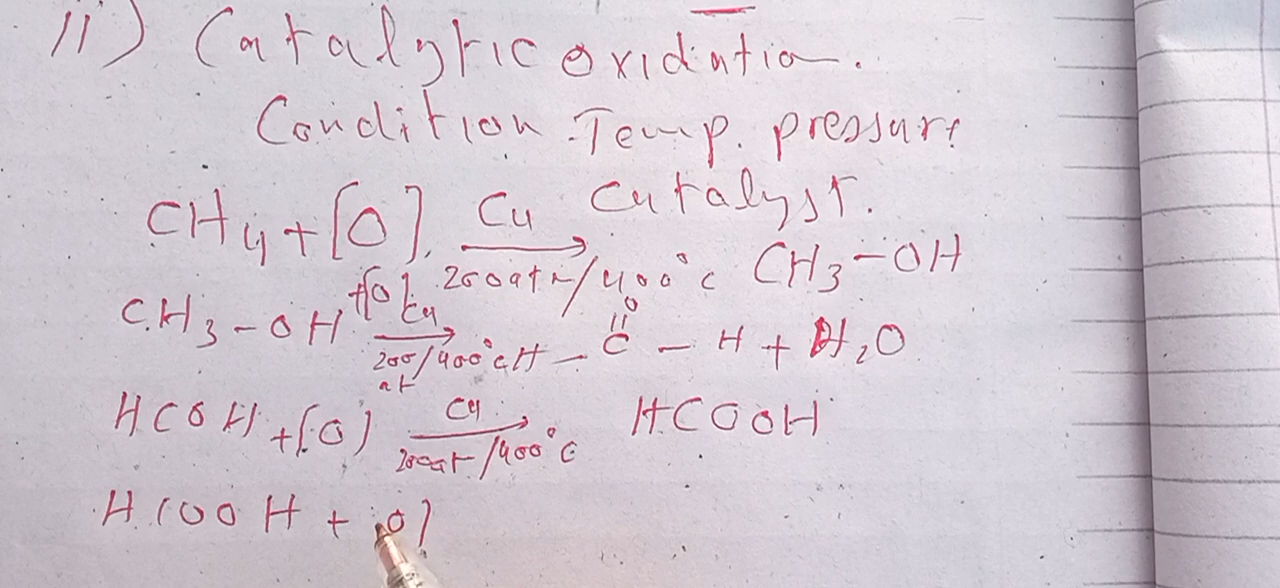 ii) Catalytic oxidation.
Condition Temp. pressure
Catalyst.
CH4 + [O], Cu 200atm/400°c CH3-OH
CH3-OH +[O] Cu 200/400°c at H-C-H + H2O
O
HCOH +[O] Cu 200at/400°c HCOOH
HCOOH + [O]